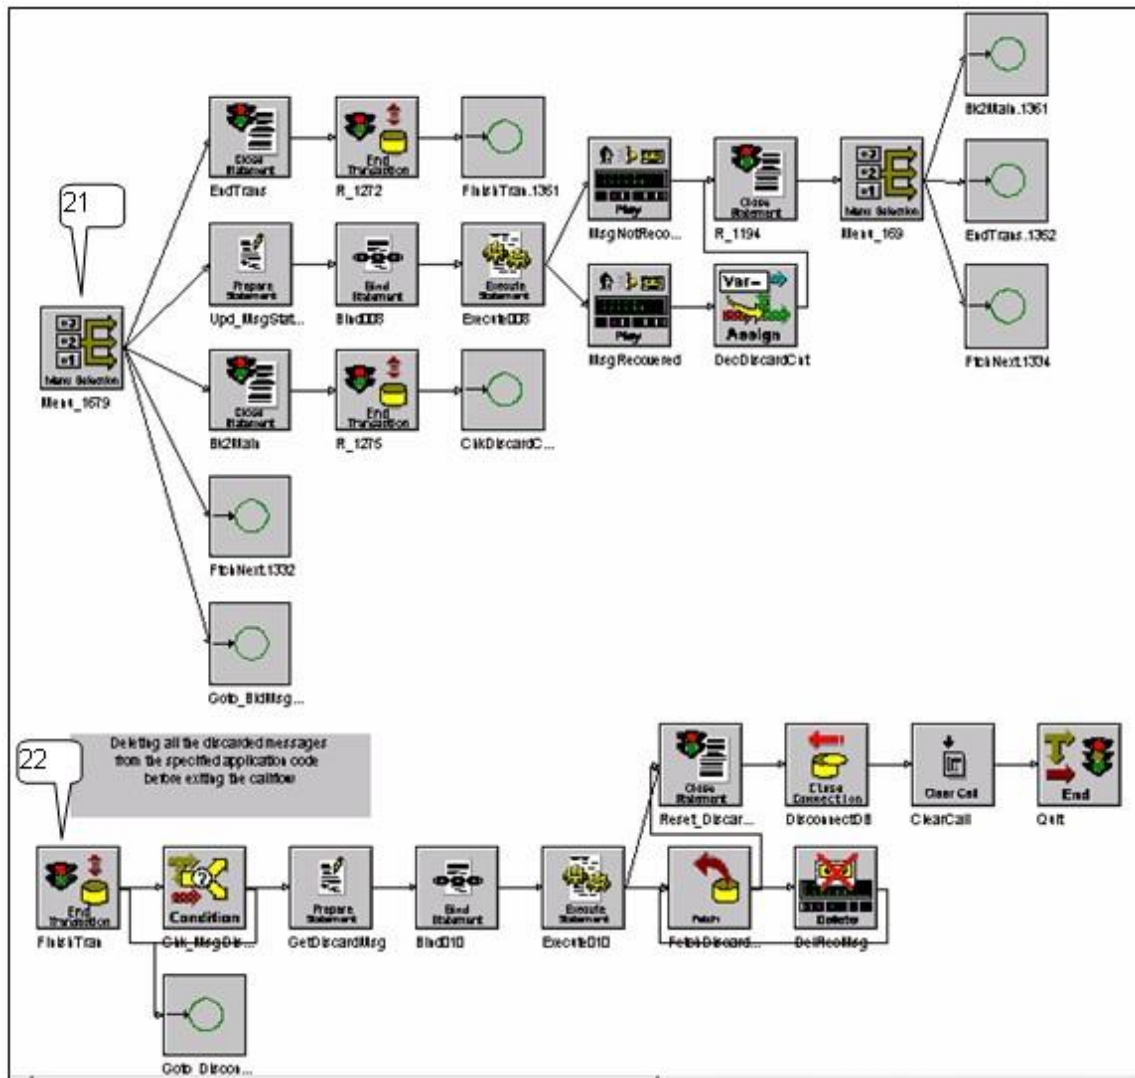 21
Close
Statement
EndTrans
End
Transaction
R_1272
FinishTran.1361
Play
MsgNotReco...
Close
Statement
R_1194
Menu Selection
Menu_169
Bk2Main.1361
EndTrans.1362
FtchNext.1334
Menu Selection
Menu_1679
Prepare
Statement
Upd_MsgStat...
Bind
Statement
Bind008
Execute
Statement
Execute008
Play
MsgRecovered
Var=
Assign
DecDiscardCnt
Close
Statement
Bk2Main
End
Transaction
R_1275
ChkDiscardC...
FtchNext.1332
Goto_BldMsg...
22
Deleting all the discarded messages
from the specified application code
before exiting the callflow
Close
Statement
Reset_Discar...
Close
Connection
DisconnectDB
Clear Call
ClearCall
End
Quit
End
Transaction
FinishTran
Condition
Chk_MsgDis...
Prepare
Statement
GetDiscardMsg
Bind
Statement
Bind010
Execute
Statement
Execute010
Fetch
FetchDiscard...
Delete
DelRecMsg
Goto_Discon...